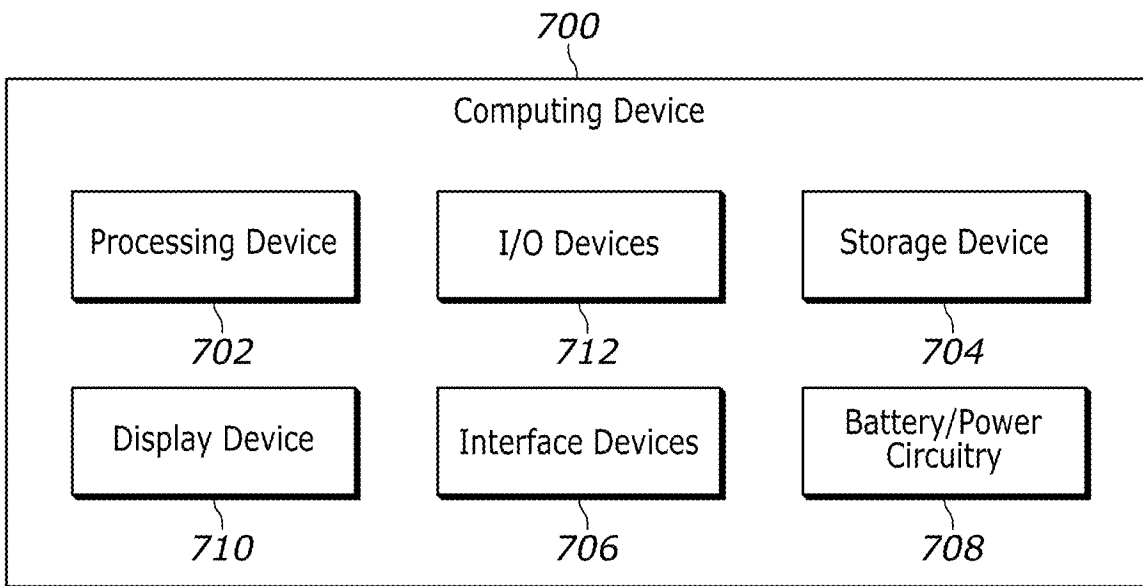 700
Computing Device
Processing Device
I/O Devices
Storage Device
702
712
704
Display Device
Interface Devices
Battery/Power
Circuitry
710
706
708